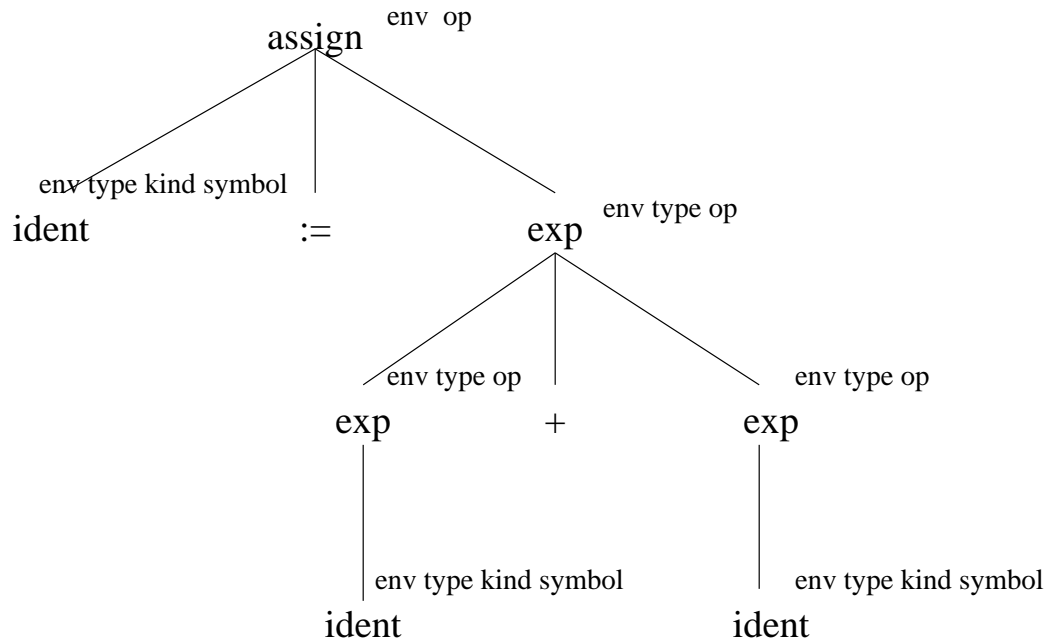 env op
assign
env type kind symbol
ident := exp
env type op
env type op
env type op
exp + exp
env type kind symbol
env type kind symbol
ident
ident